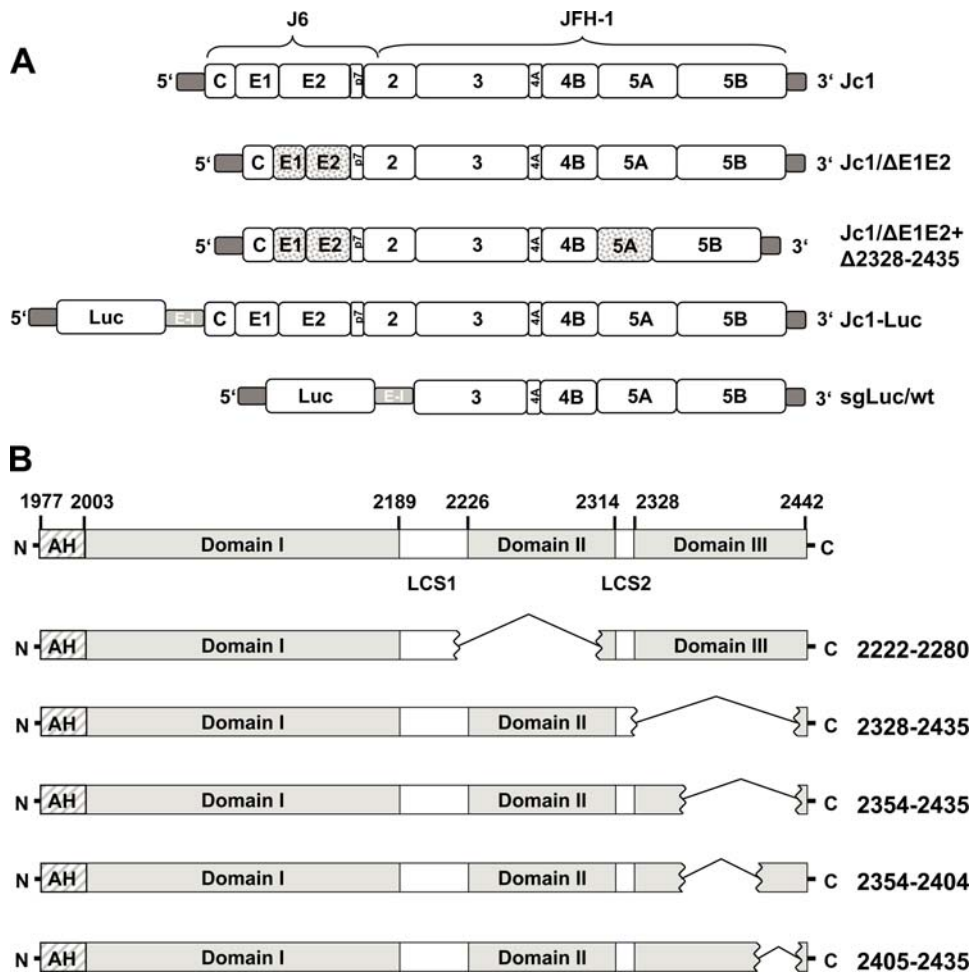 J6 JFH-1
A
5‘ C E1 E2 p7 2 3 4A 4B 5A 5B 3‘ Jc1
5‘ C E1 E2 p7 2 3 4A 4B 5A 5B 3‘ Jc1/ΔE1E2
5‘ C E1 E2 p7 2 3 4A 4B 5A 5B 3‘ Jc1/ΔE1E2+
Δ2328-2435
5‘ Luc E-I C E1 E2 p7 2 3 4A 4B 5A 5B 3‘ Jc1-Luc
5‘ Luc E-I 3 4A 4B 5A 5B 3‘ sgLuc/wt
B
1977 2003 2189 2226 2314 2328 2442
N AH Domain I Domain II Domain III C
LCS1 LCS2
N AH Domain I Domain III C 2222-2280
N AH Domain I Domain II C 2328-2435
N AH Domain I Domain II C 2354-2435
N AH Domain I Domain II C 2354-2404
N AH Domain I Domain II C 2405-2435